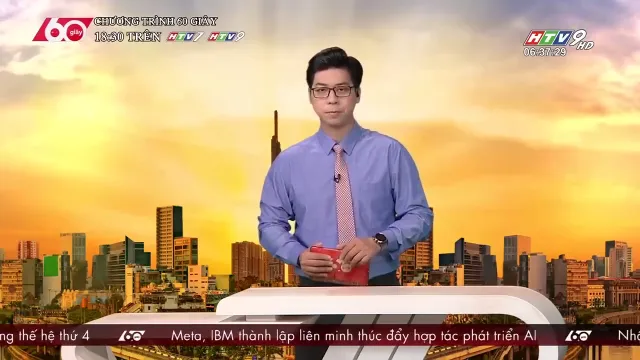 60 giây
CHƯƠNG TRÌNH 60 GIÂY
18:30 TRÊN HTV7 HTV9
HTV9 HD
06:37:29
ng thế hệ thứ 4 60 Meta, IBM thành lập liên minh thúc đẩy hợp tác phát triển AI 60 Nhà